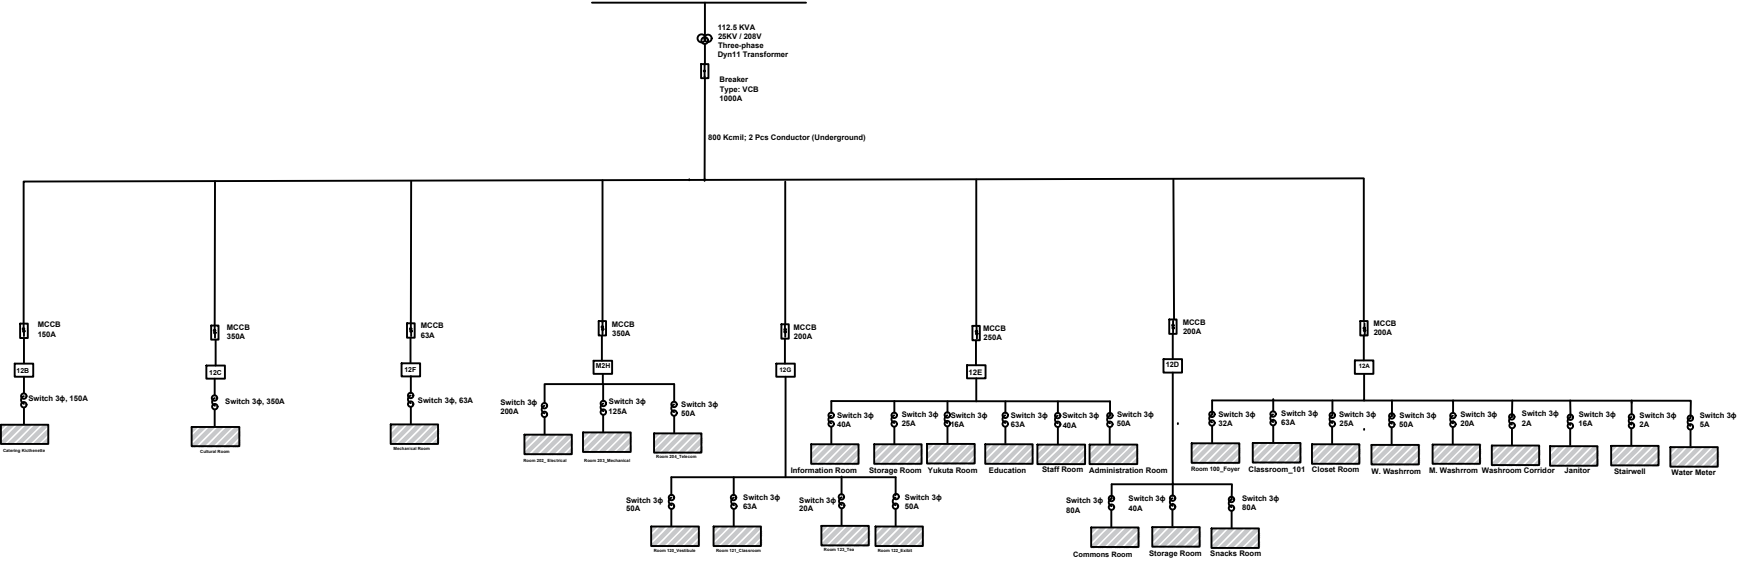 112.5 KVA
25KV / 208V
Three-phase
Dyn11 Transformer
Breaker
Type: VCB
1000A
800 Kcmil; 2 Pcs Conductor (Underground)
MCCB
150A
MCCB
350A
MCCB
63A
MCCB
350A
MCCB
200A
MCCB
250A
MCCB
200A
MCCB
200A
12B
12C
12F
M2H
12G
12E
12D
12A
Switch 3ϕ, 150A
Switch 3ϕ, 350A
Switch 3ϕ, 63A
Switch 3ϕ
200A
Switch 3ϕ
125A
Switch 3ϕ
50A
Switch 3ϕ
40A
Switch 3ϕ
25A
Switch 3ϕ
16A
Switch 3ϕ
63A
Switch 3ϕ
40A
Switch 3ϕ
50A
Switch 3ϕ
32A
Switch 3ϕ
63A
Switch 3ϕ
25A
Switch 3ϕ
50A
Switch 3ϕ
20A
Switch 3ϕ
2A
Switch 3ϕ
16A
Switch 3ϕ
2A
Switch 3ϕ
5A
Catering Kitchenette
Cultural Room
Mechanical Room
Room 202_ Electrical
Room 203_Mechanical
Room 204_Telecom
Information Room
Storage Room
Yukuta Room
Education
Staff Room
Administration Room
Room 100_Foyer
Classroom_101
Closet Room
W. Washrrom
M. Washrrom
Washroom Corridor
Janitor
Stairwell
Water Meter
Switch 3ϕ
50A
Switch 3ϕ
63A
Switch 3ϕ
20A
Switch 3ϕ
50A
Switch 3ϕ
80A
Switch 3ϕ
40A
Switch 3ϕ
80A
Room 120_Vestibule
Room 121_Classroom
Room 123_Tea
Room 122_Exibit
Commons Room
Storage Room
Snacks Room